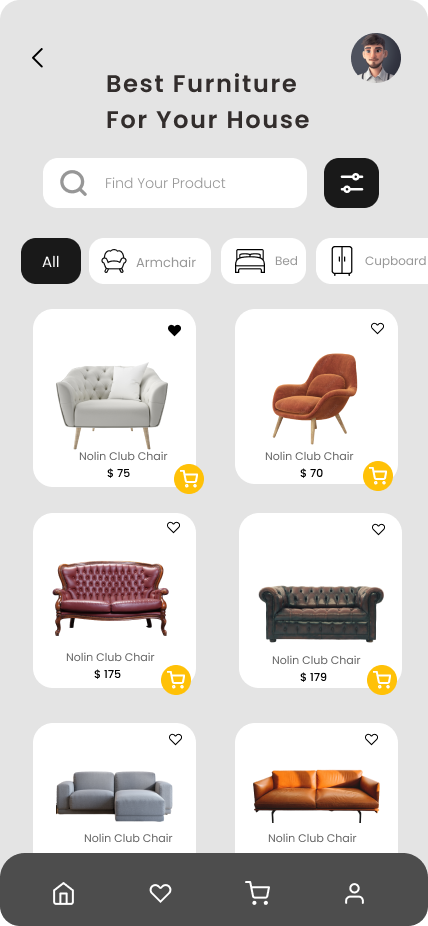 Best Furniture
For Your House
Find Your Product
All
Armchair
Bed
Cupboard
Nolin Club Chair
$ 75
Nolin Club Chair
$ 70
Nolin Club Chair
$ 175
Nolin Club Chair
$ 179
Nolin Club Chair
Nolin Club Chair